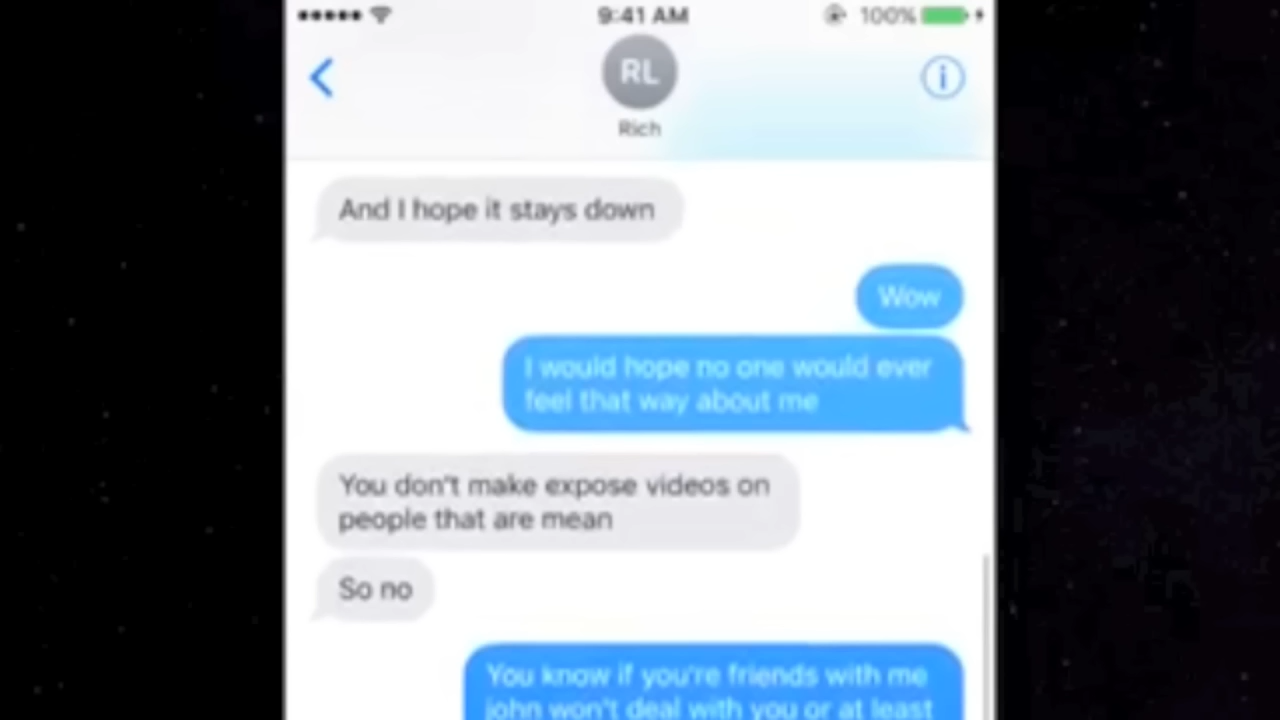 9:41 AM
100%
RL
Rich
And I hope it stays down
Wow
I would hope no one would ever
feel that way about me
You don't make expose videos on
people that are mean
So no
You know if you're friends with me
john won't deal with you or at least